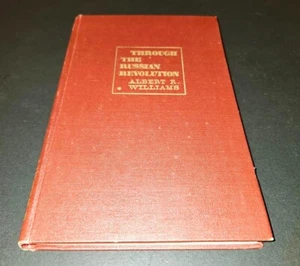 THROUGH
THE
RUSSIAN
REVOLUTION
ALBERT R.
WILLIAMS